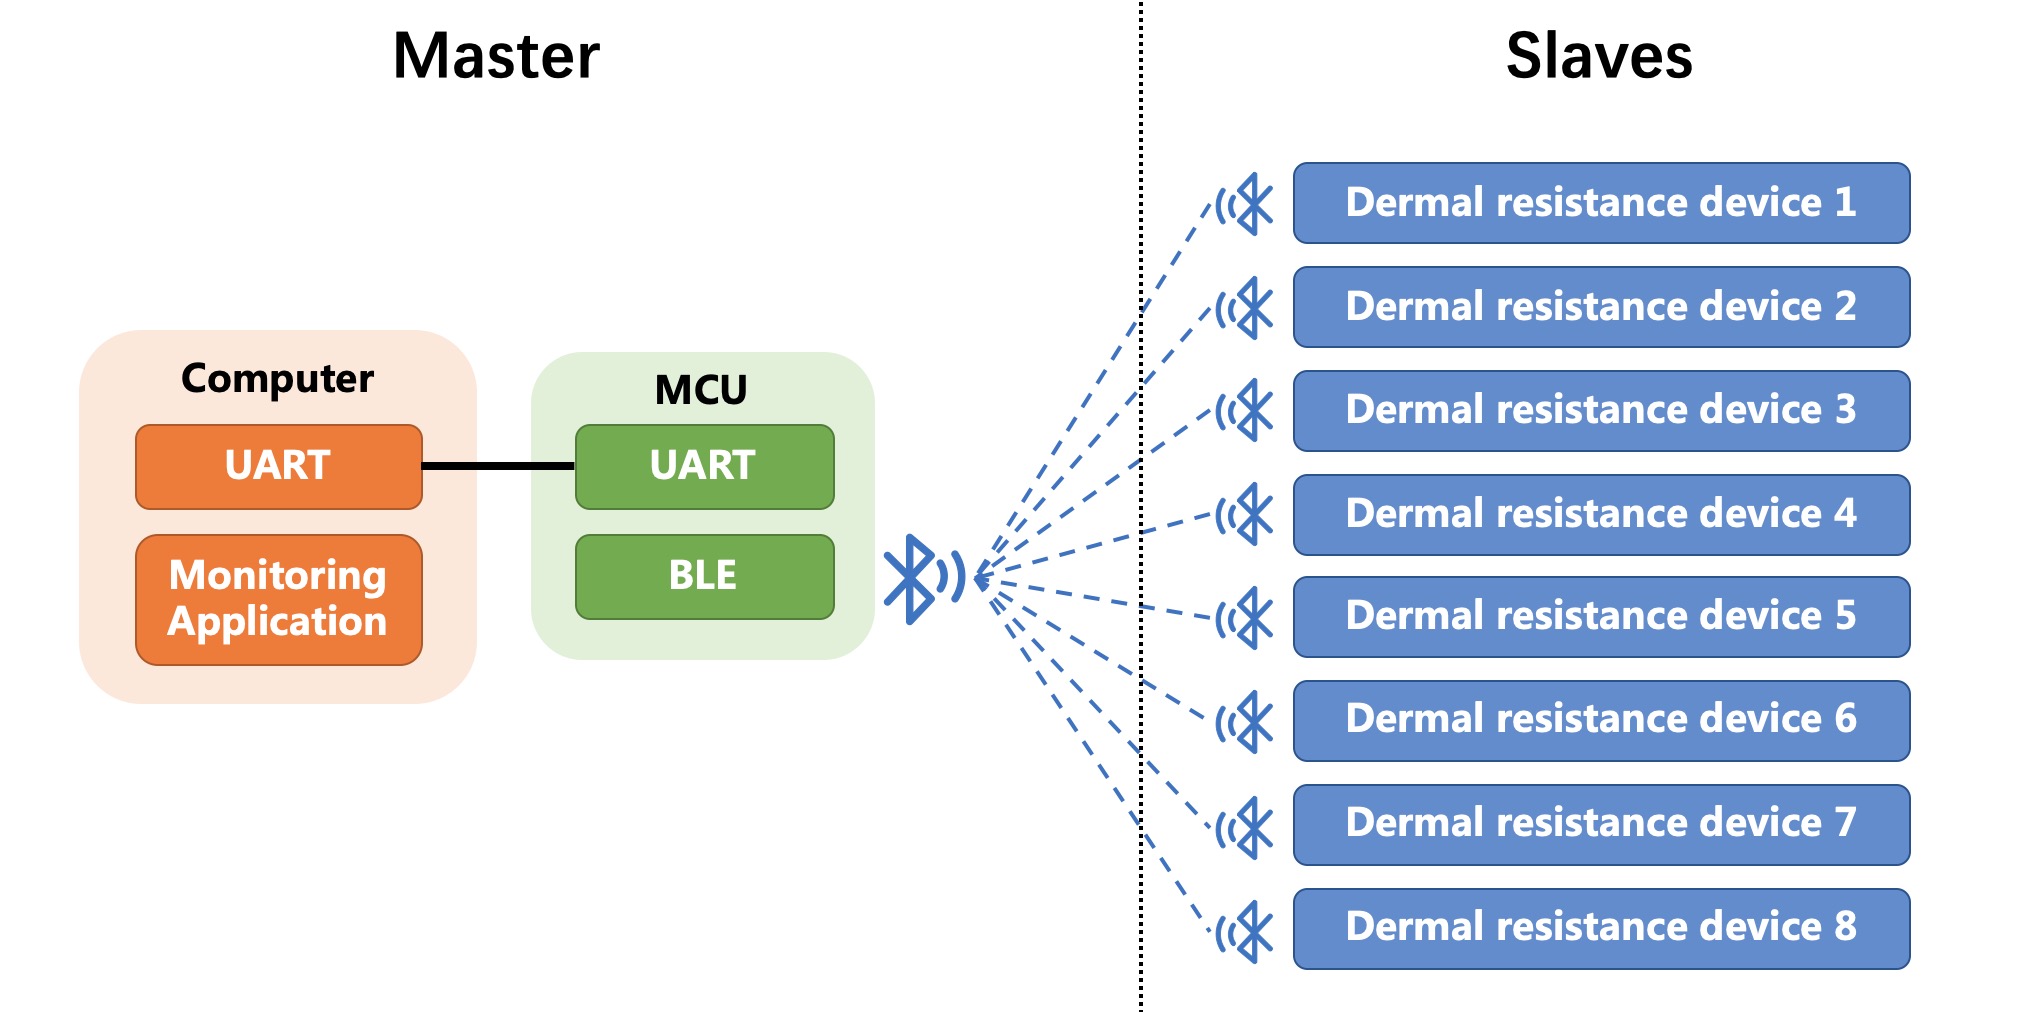 Master
Slaves
Computer
UART
Monitoring
Application
MCU
UART
BLE
Dermal resistance device 1
Dermal resistance device 2
Dermal resistance device 3
Dermal resistance device 4
Dermal resistance device 5
Dermal resistance device 6
Dermal resistance device 7
Dermal resistance device 8